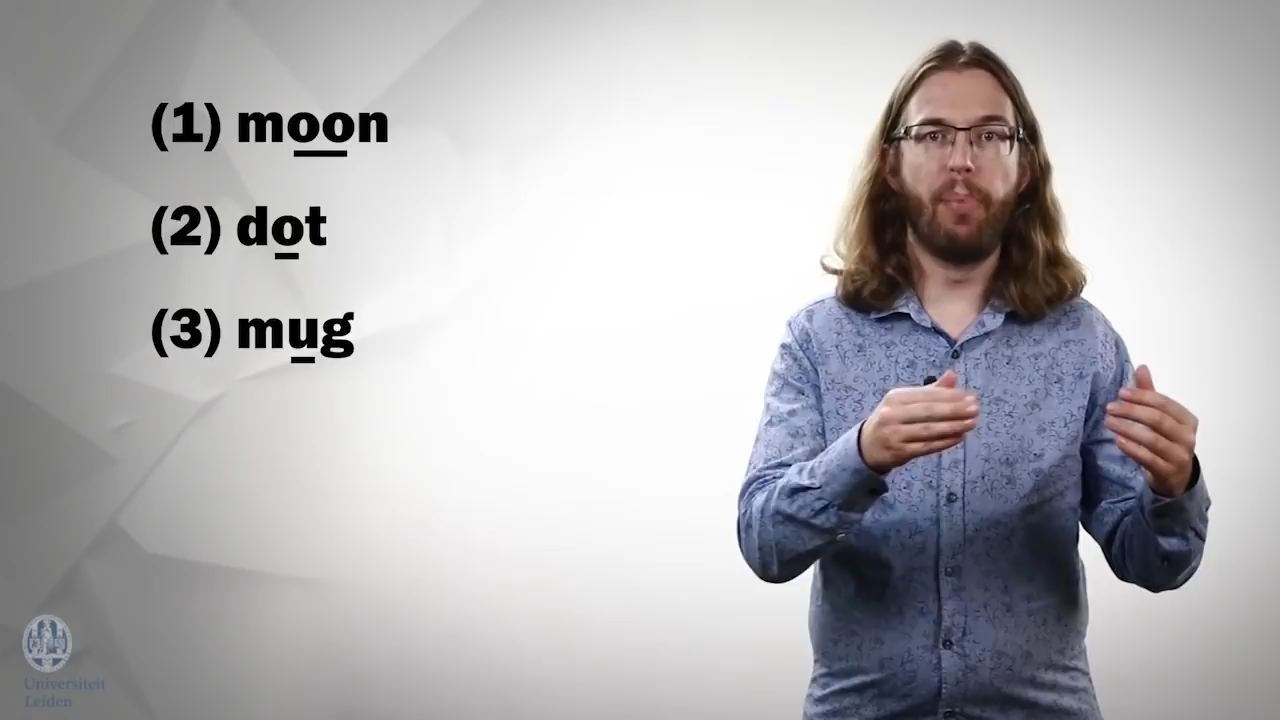 (1) moon
(2) dot
(3) mug
Universiteit
Leiden